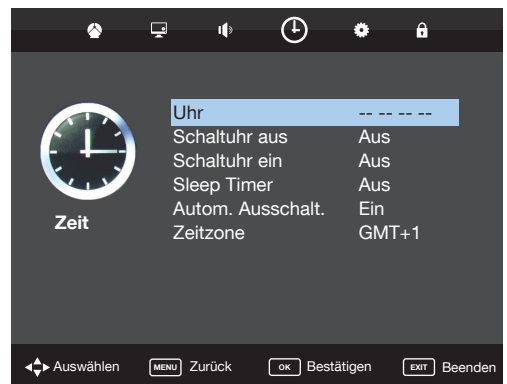 Uhr -- -- -- --
Schaltuhr aus Aus
Schaltuhr ein Aus
Sleep Timer Aus
Autom. Ausschalt. Ein
Zeitzone GMT+1
Zeit
Auswählen MENU Zurück OK Bestätigen EXIT Beenden